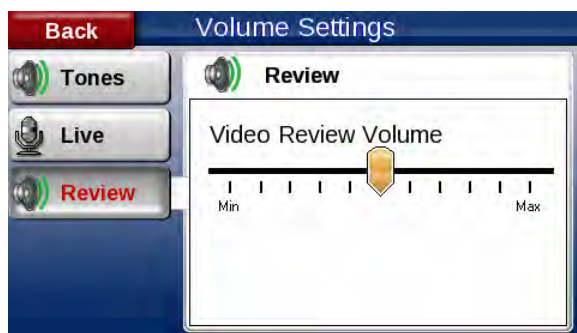 Back
Volume Settings
Tones
Live
Review
Review
Video Review Volume
Min
Max